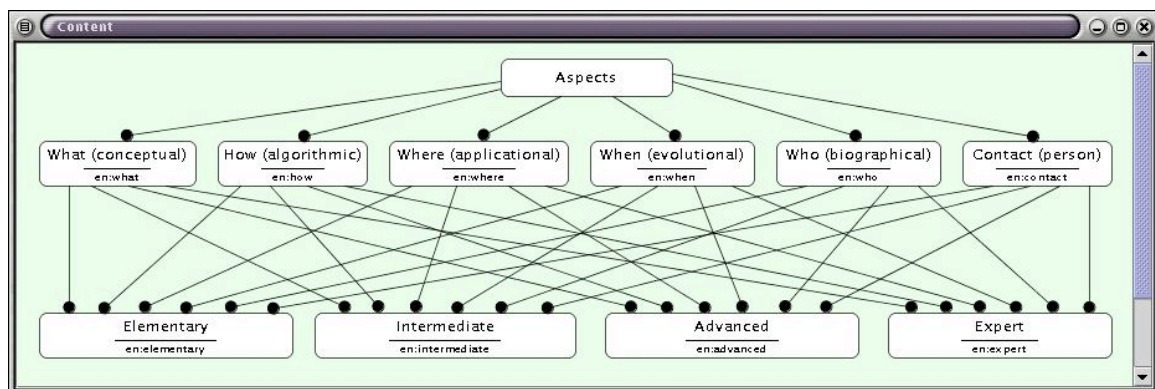 Content
Aspects
What (conceptual)
en:what
How (algorithmic)
en:how
Where (applicational)
en:where
When (evolutional)
en:when
Who (biographical)
en:who
Contact (person)
en:contact
Elementary
en:elementary
Intermediate
en:intermediate
Advanced
en:advanced
Expert
en:expert